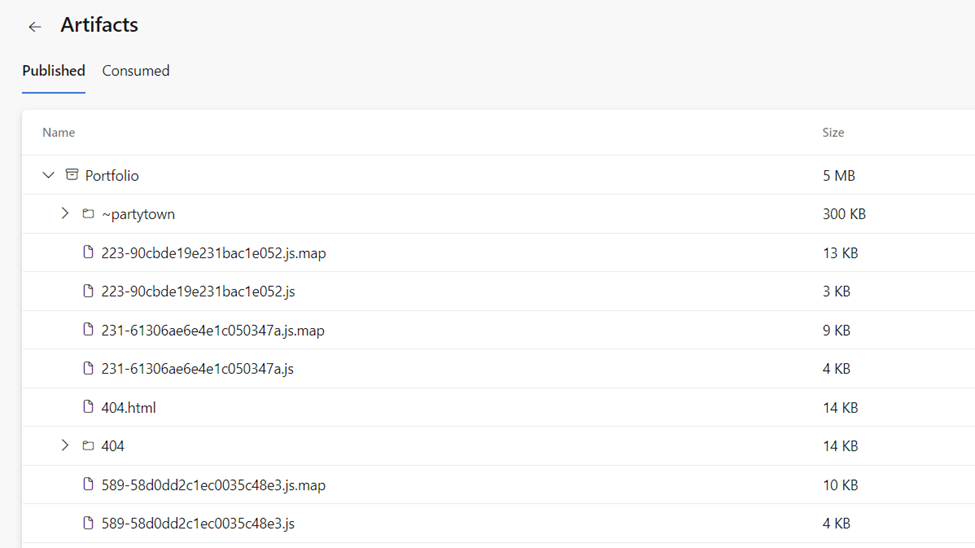 Artifacts
Published Consumed
Name Size
Portfolio 5 MB
~partytown 300 KB
223-90cbde19e231bac1e052.js.map 13 KB
223-90cbde19e231bac1e052.js 3 KB
231-61306ae6e4e1c050347a.js.map 9 KB
231-61306ae6e4e1c050347a.js 4 KB
404.html 14 KB
404 14 KB
589-58d0dd2c1ec0035c48e3.js.map 10 KB
589-58d0dd2c1ec0035c48e3.js 4 KB